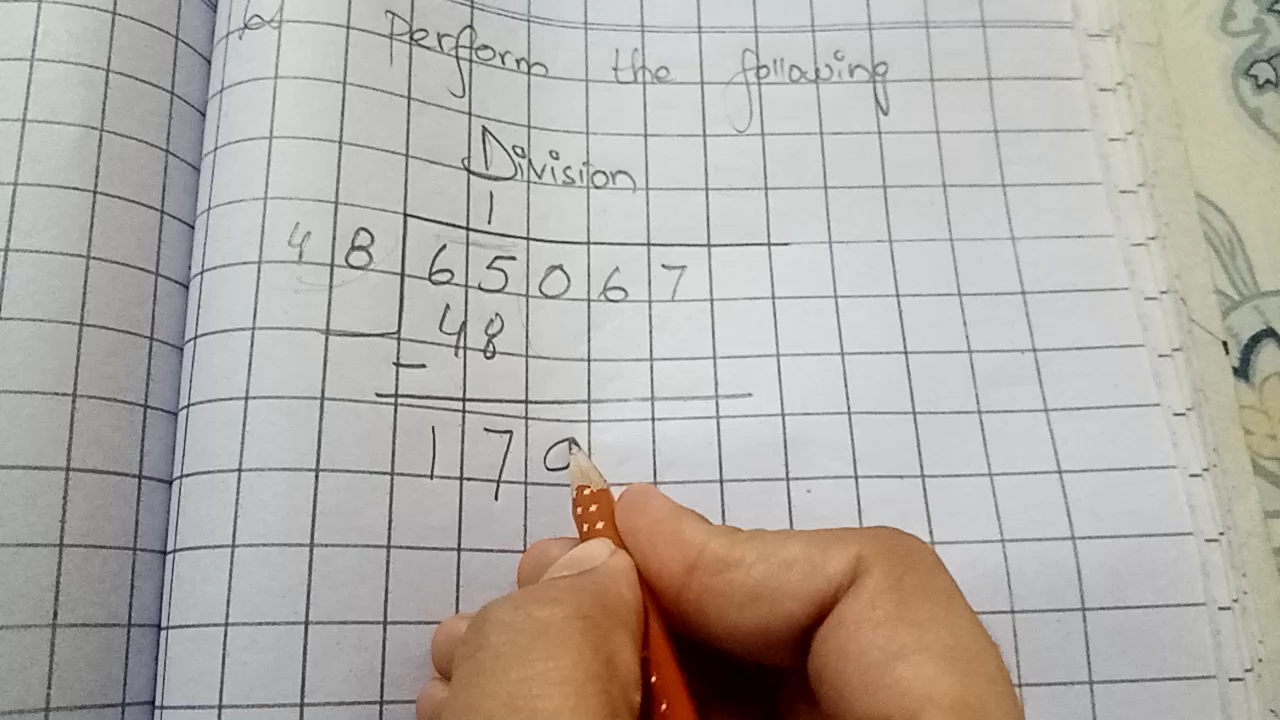 Perform the following
Division
1
48 65067
- 48
170